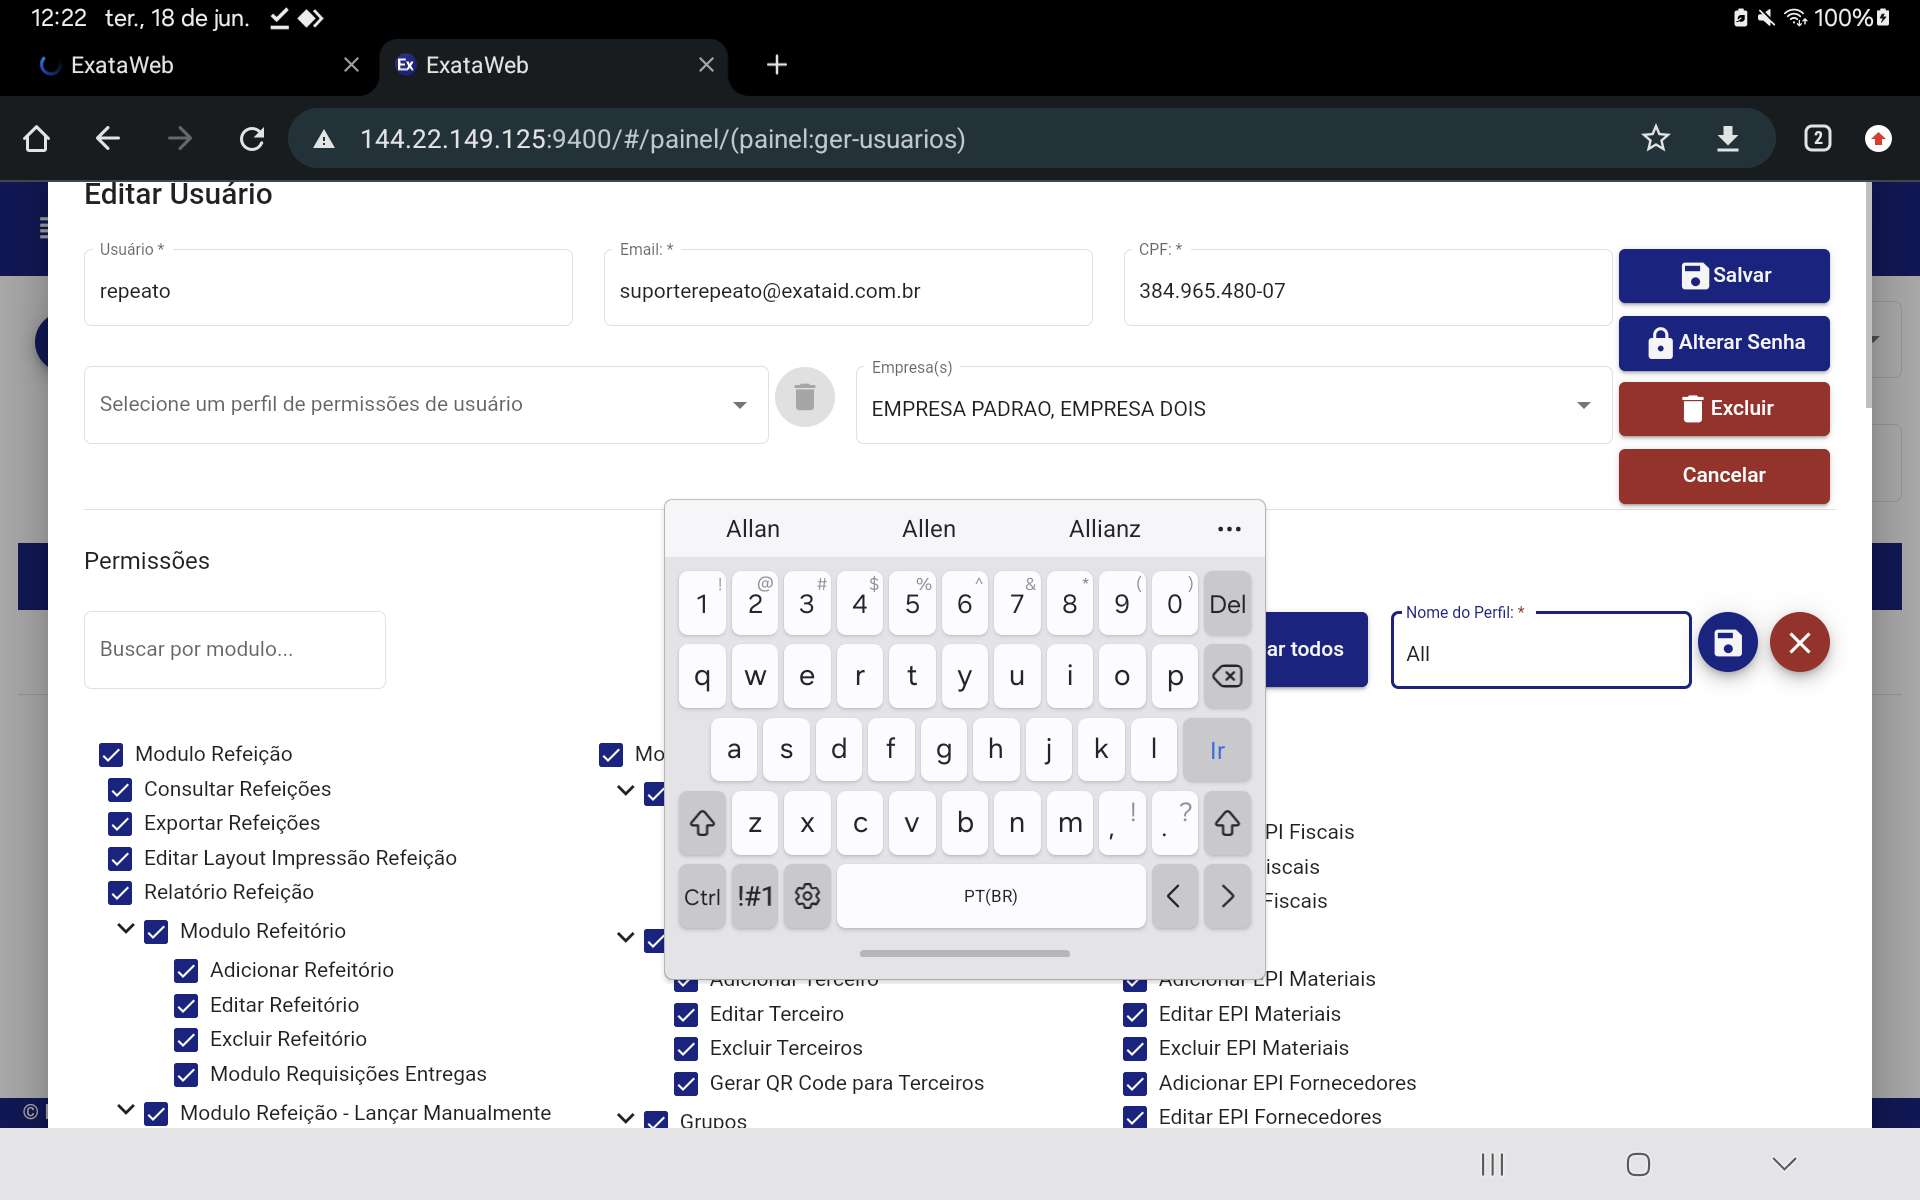 12:22 ter., 18 de jun.
100%
ExataWeb
Ex ExataWeb
144.22.149.125:9400/#/painel/(painel:ger-usuarios)
2
Editar Usuário
Usuário *
repeato
Email: *
suporterepeato@exataid.com.br
CPF: *
384.965.480-07
Salvar
Alterar Senha
Selecione um perfil de permissões de usuário
Empresa(s)
EMPRESA PADRAO, EMPRESA DOIS
Excluir
Cancelar
Permissões
Buscar por modulo...
ar todos
Nome do Perfil: *
All
Allan Allen Allianz
! @ # $ % ^ & * ( )
1 2 3 4 5 6 7 8 9 0 Del
q w e r t y u i o p
a s d f g h j k l Ir
z x c v b n m , ! . ?
Ctrl !#1 PT(BR) < >
Modulo Refeição
Consultar Refeições
Exportar Refeições
Editar Layout Impressão Refeição
Relatório Refeição
Modulo Refeitório
Adicionar Refeitório
Editar Refeitório
Excluir Refeitório
Modulo Requisições Entregas
Modulo Refeição - Lançar Manualmente
Mo
Adicionar Terceiro
Editar Terceiro
Excluir Terceiros
Gerar QR Code para Terceiros
Grupos
PI Fiscais
iscais
Fiscais
Adicionar EPI Materiais
Editar EPI Materiais
Excluir EPI Materiais
Adicionar EPI Fornecedores
Editar EPI Fornecedores
©